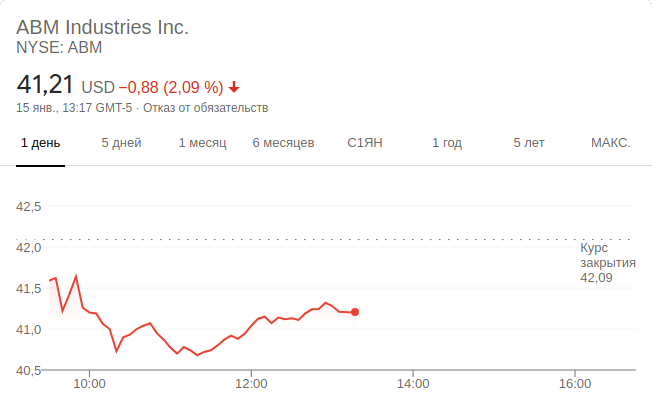 ABM Industries Inc.
NYSE: ABM
41,21 USD −0,88 (2,09 %) ↓
15 янв., 13:17 GMT-5 · Отказ от обязательств
1 день 5 дней 1 месяц 6 месяцев С1ЯН 1 год 5 лет МАКС.
42,5
42,0
41,5
41,0
40,5
Курс
закрытия
42,09
10:00 12:00 14:00 16:00